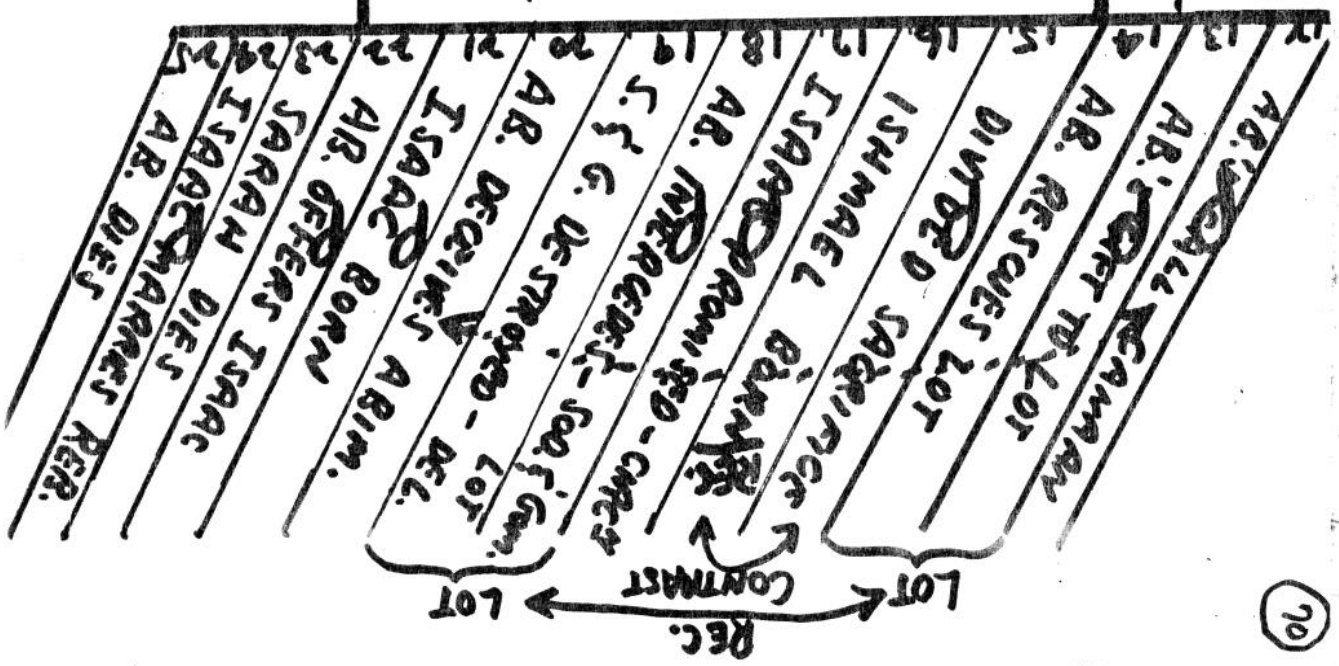 70
REC.
LOT
CONTRAST
LOT
AB.'S CALL & CANAAN
AB.'S GIFT TO LOT
AB. RESCUES LOT
DIVIDED SACRIFICE
ISHMAEL BORN
ISAAC PROMISED -
AB. INTERCEDES - SOD. & GOM.
S. & G. DESTROYED - LOT DEL.
AB. DECEIVES ABIM.
ISAAC BORN
AB. OFFERS ISAAC
SARAH DIES
ISAAC MARRIES REB.
AB. DIES
12 13 14 15 16 17 18 19 20 21 22 23 24 25